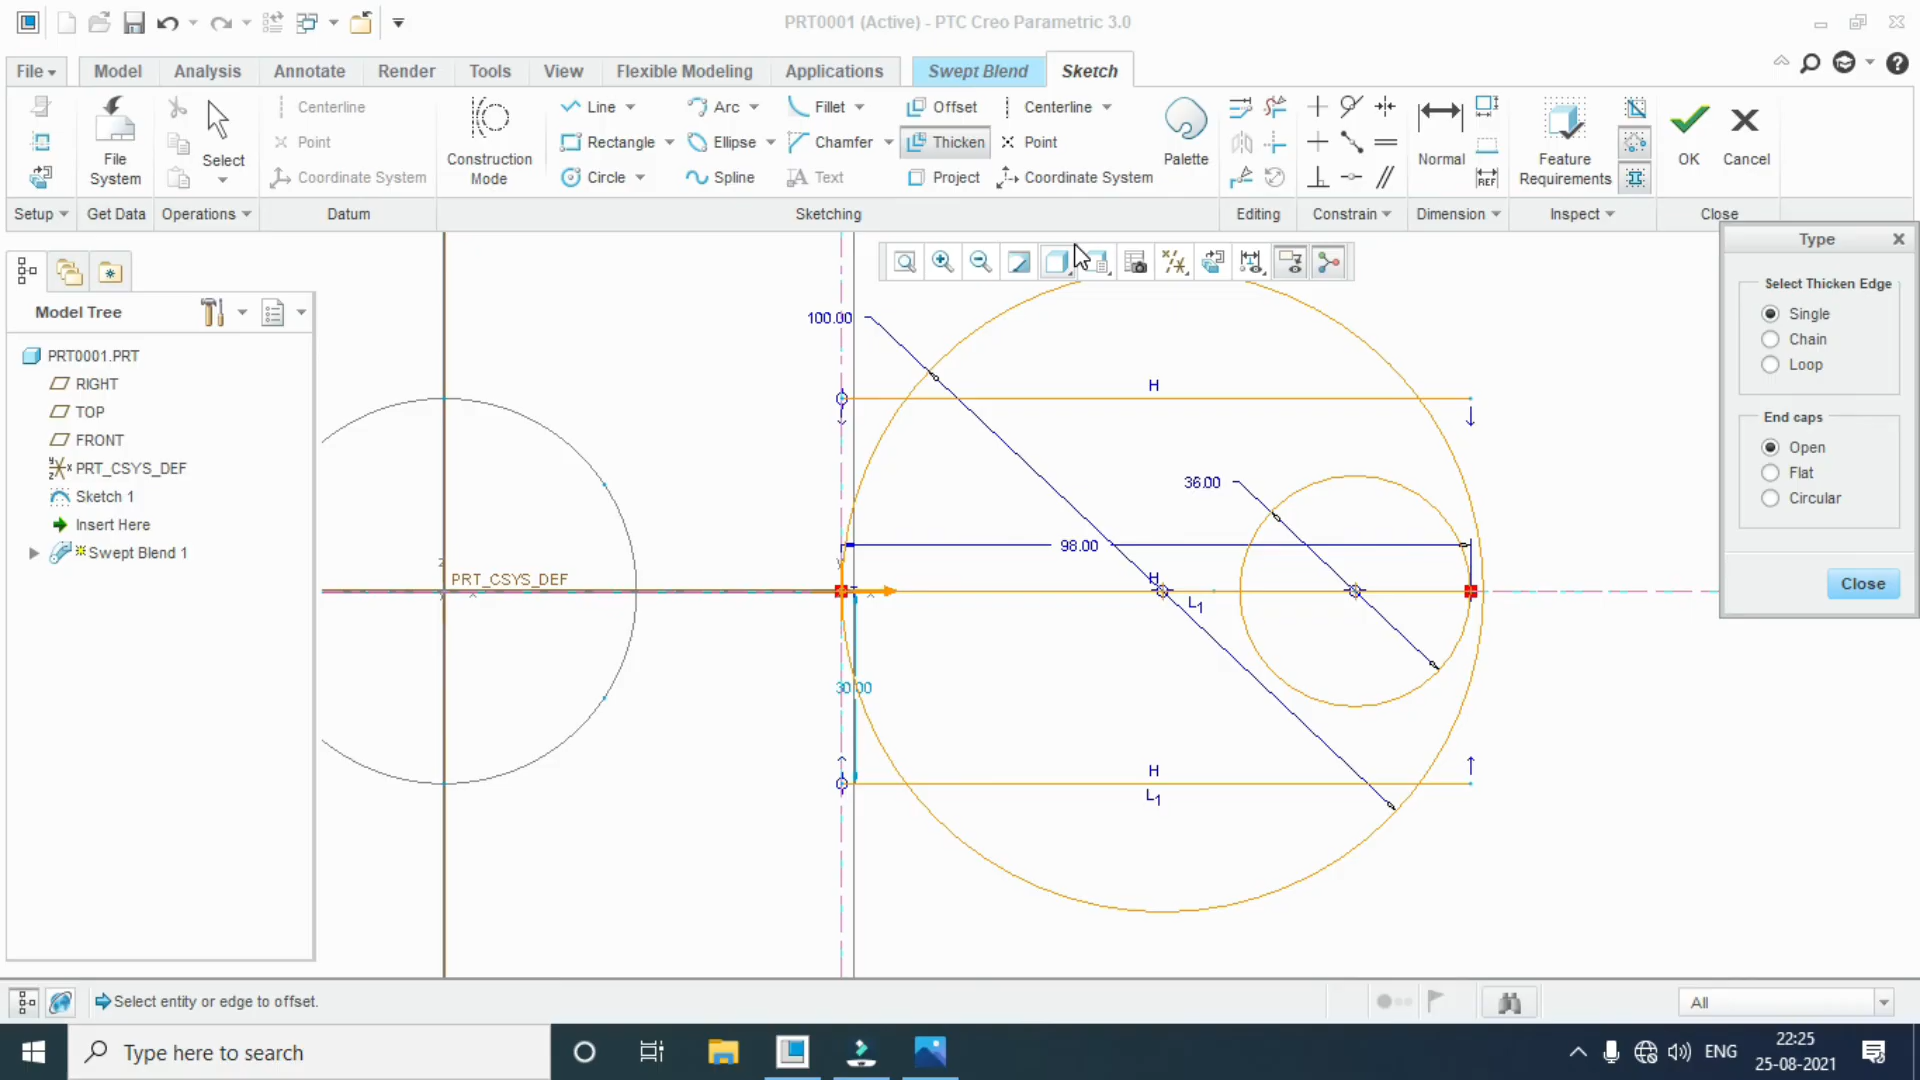 PRT0001 (Active) - PTC Creo Parametric 3.0
File Model Analysis Annotate Render Tools View Flexible Modeling Applications Swept Blend Sketch
Centerline Line Arc Fillet Offset Centerline
Point Rectangle Ellipse Chamfer Thicken Point
Coordinate System Circle Spline Text Project Coordinate System
File System
Select
Construction Mode
Palette
Normal
REF
Feature Requirements
OK
Cancel
Setup Get Data Operations Datum Sketching Editing Constrain Dimension Inspect Close
Model Tree
PRT0001.PRT
RIGHT
TOP
FRONT
PRT_CSYS_DEF
Sketch 1
Insert Here
Swept Blend 1
100.00
H
36.00
98.00
PRT_CSYS_DEF
H
L1
30.00
H
L1
Type
Select Thicken Edge
Single
Chain
Loop
End caps
Open
Flat
Circular
Close
Select entity or edge to offset.
All
Type here to search
ENG
22:25
25-08-2021